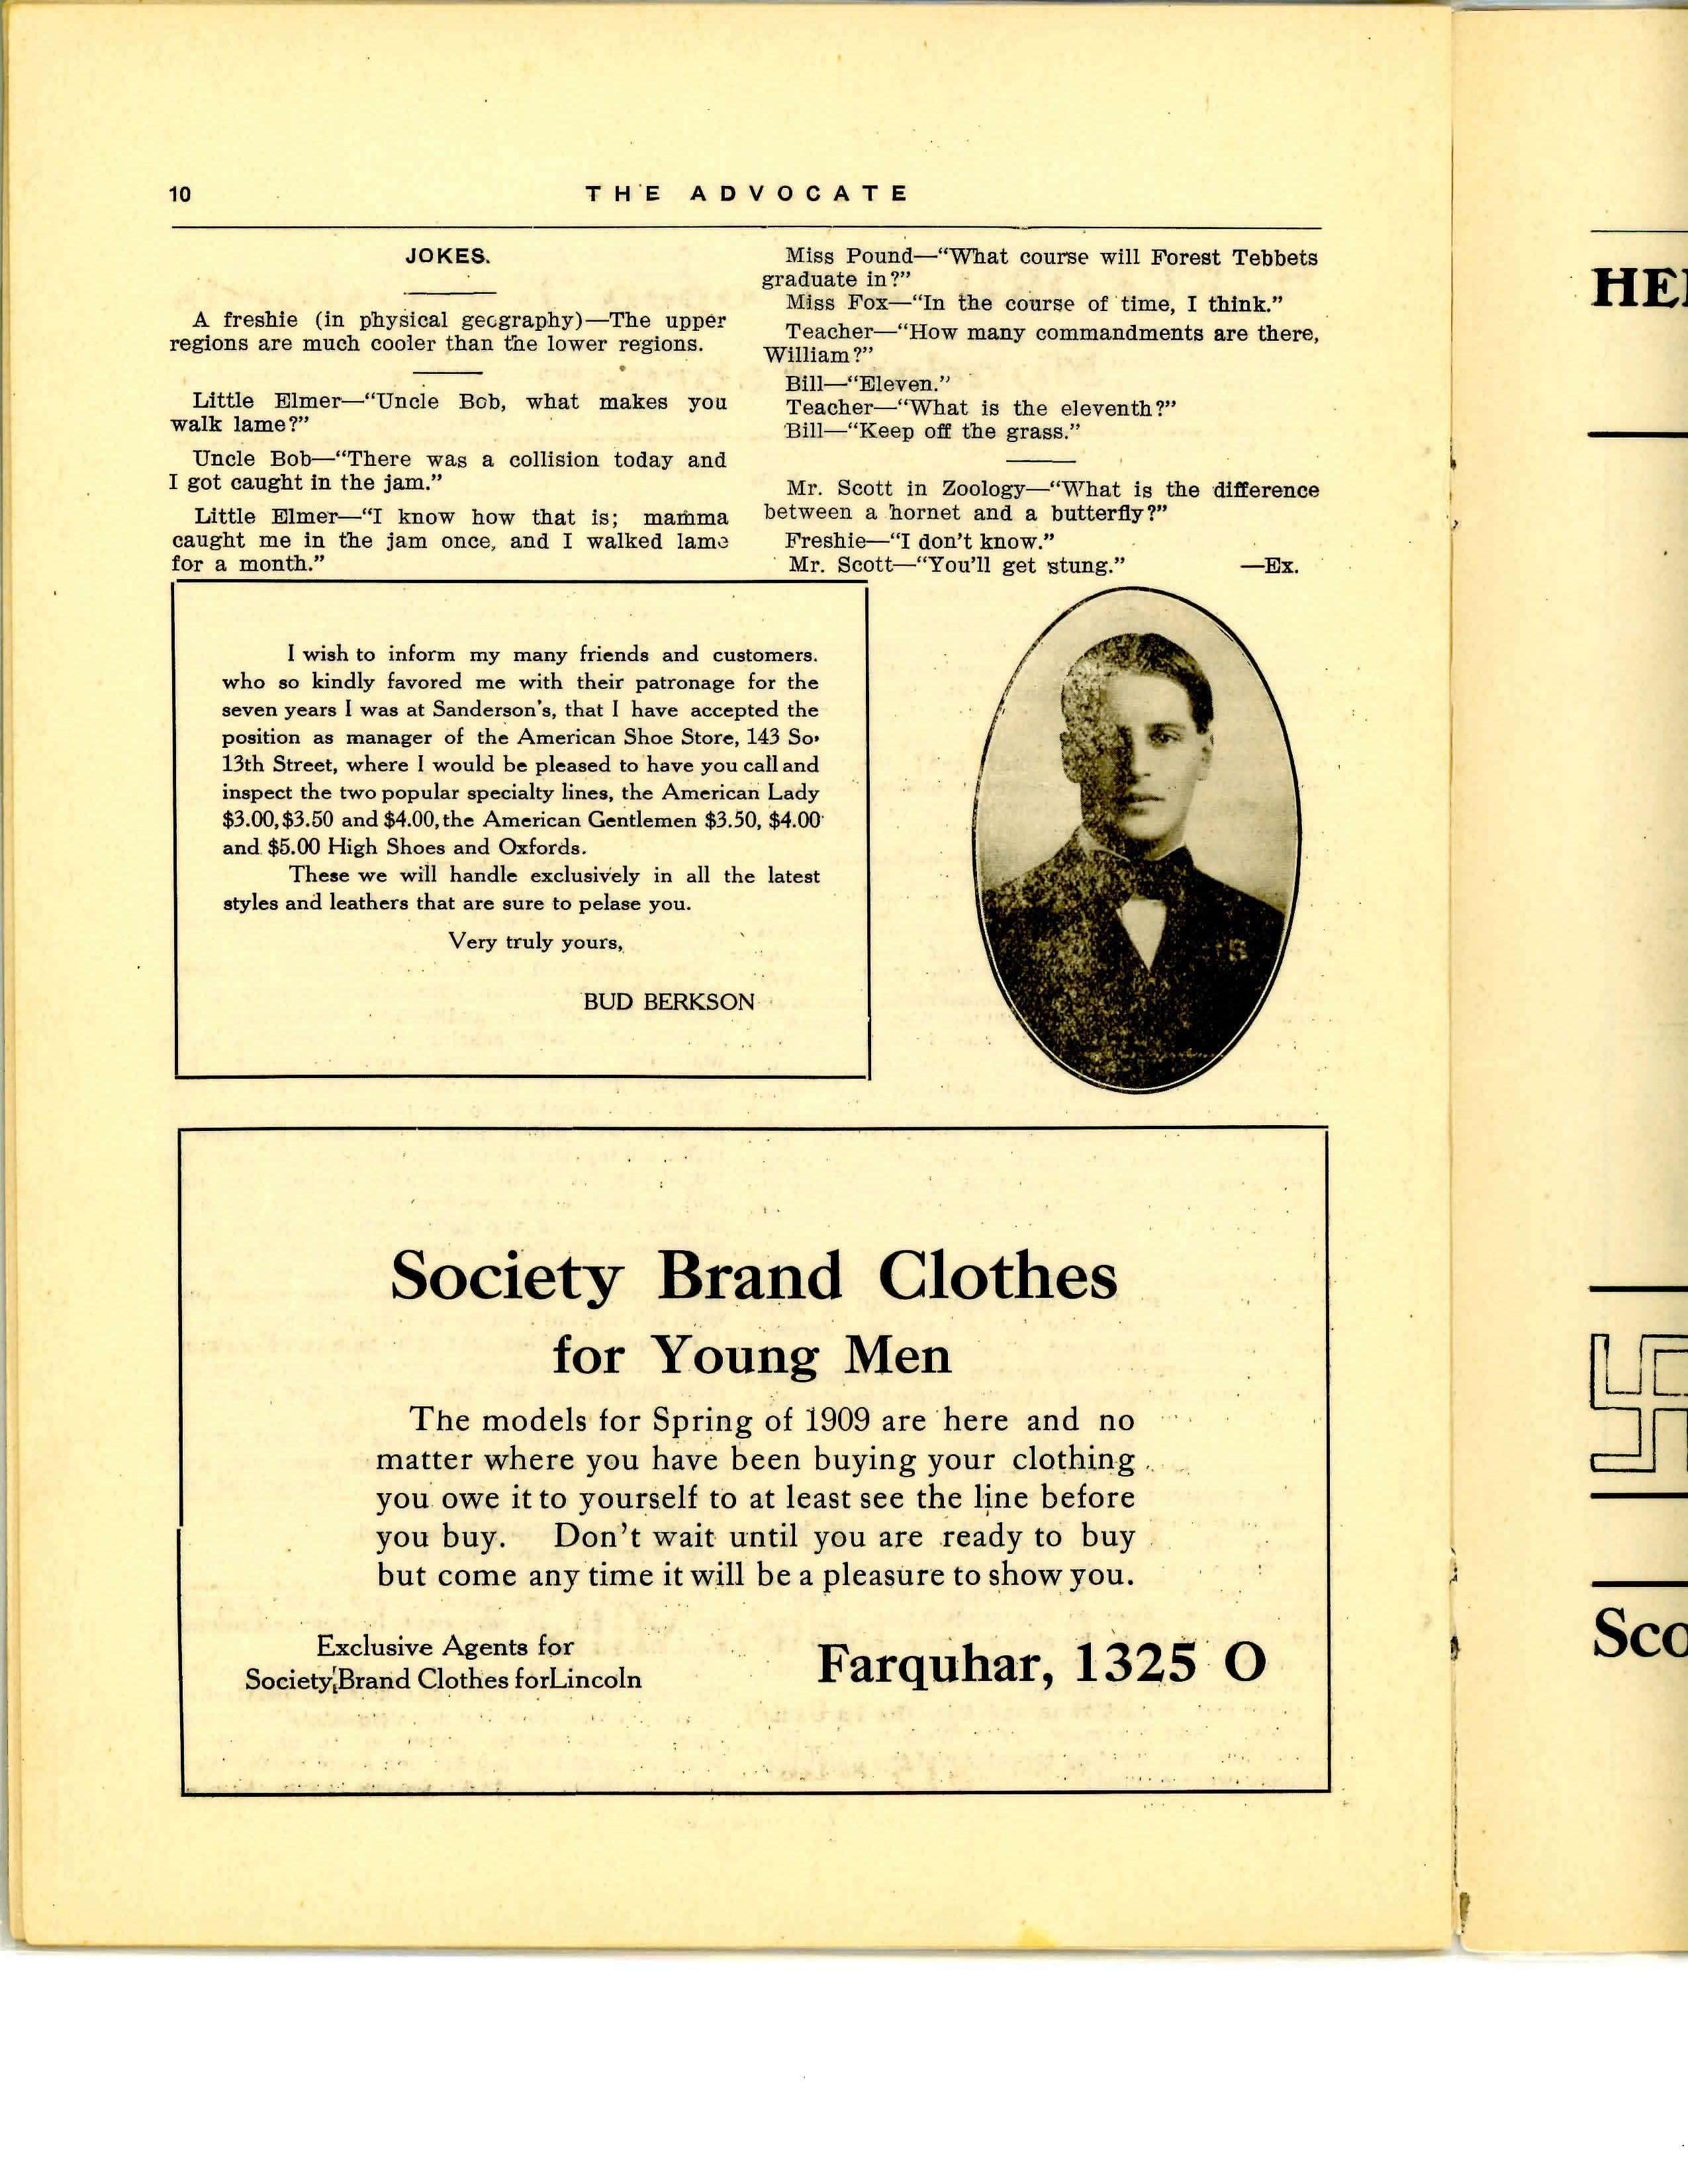 10
THE ADVOCATE
JOKES.
A freshie (in physical geography)—The upper
regions are much cooler than the lower regions.
Little Elmer—“Uncle Bob, what makes you
walk lame?”
Uncle Bob—“There was a collision today and
I got caught in the jam.”
Little Elmer—“I know how that is; mamma
caught me in the jam once, and I walked lame
for a month.”
Miss Pound—“What course will Forest Tebbets
graduate in?”
Miss Fox—“In the course of time, I think.”
Teacher—“How many commandments are there,
William?”
Bill—“Eleven.”
Teacher—“What is the eleventh?”
Bill—“Keep off the grass.”
Mr. Scott in Zoology—“What is the difference
between a hornet and a butterfly?”
Freshie—“I don't know.”
Mr. Scott—“You'll get stung.” —Ex.
I wish to inform my many friends and customers.
who so kindly favored me with their patronage for the
seven years I was at Sanderson's, that I have accepted the
position as manager of the American Shoe Store, 143 So.
13th Street, where I would be pleased to have you call and
inspect the two popular specialty lines, the American Lady
$3.00, $3.50 and $4.00, the American Gentlemen $3.50, $4.00
and $5.00 High Shoes and Oxfords.
These we will handle exclusively in all the latest
styles and leathers that are sure to pelase you.
Very truly yours,
BUD BERKSON
Society Brand Clothes
for Young Men
The models for Spring of 1909 are here and no
matter where you have been buying your clothing
you owe it to yourself to at least see the line before
you buy. Don't wait until you are ready to buy
but come any time it will be a pleasure to show you.
Exclusive Agents for
Society Brand Clothes forLincoln
Farquhar, 1325 O